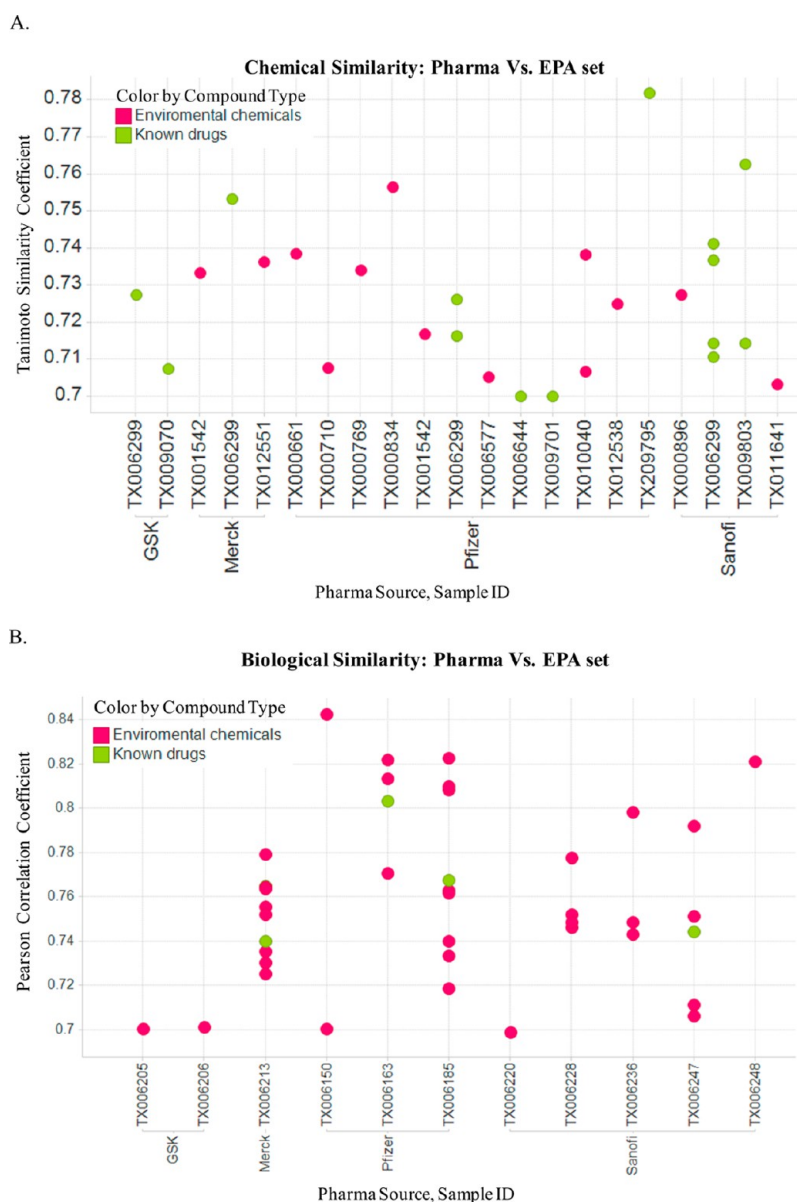 A.
Chemical Similarity: Pharma Vs. EPA set
Color by Compound Type
Enviromental chemicals
Known drugs
Tanimoto Similarity Coefficient
0.78
0.77
0.76
0.75
0.74
0.73
0.72
0.71
0.7
TX006299
TX009070
TX001542
TX006299
TX012551
TX000661
TX000710
TX000769
TX000834
TX001542
TX006299
TX006577
TX006644
TX009701
TX010040
TX012538
TX209795
TX000896
TX006299
TX009803
TX011641
GSK
Merck
Pfizer
Sanofi
Pharma Source, Sample ID
B.
Biological Similarity: Pharma Vs. EPA set
Color by Compound Type
Enviromental chemicals
Known drugs
Pearson Correlation Coefficient
0.84
0.82
0.8
0.78
0.76
0.74
0.72
0.7
TX006205
TX006206
TX006213
TX006150
TX006163
TX006185
TX006220
TX006228
TX006236
TX006247
TX006248
GSK
Merck
Pfizer
Sanofi
Pharma Source, Sample ID